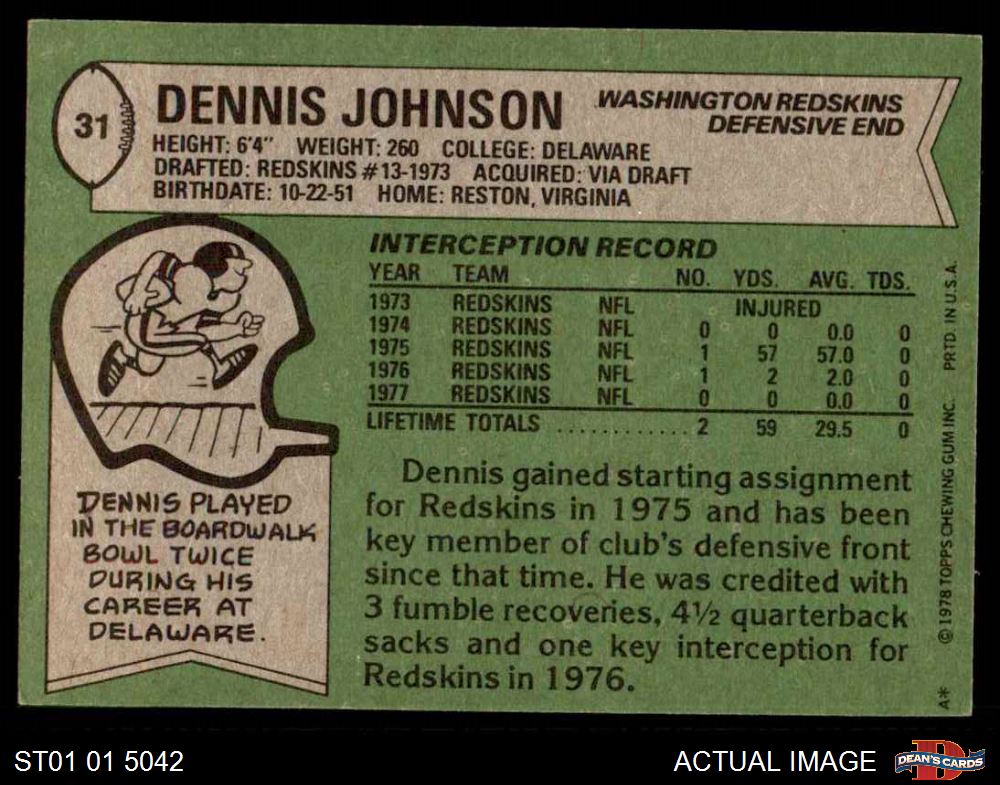 31
DENNIS JOHNSON
WASHINGTON REDSKINS
DEFENSIVE END
HEIGHT: 6'4" WEIGHT: 260 COLLEGE: DELAWARE
DRAFTED: REDSKINS #13-1973 ACQUIRED: VIA DRAFT
BIRTHDATE: 10-22-51 HOME: RESTON, VIRGINIA
INTERCEPTION RECORD
YEAR TEAM NO. YDS. AVG. TDS.
1973 REDSKINS NFL INJURED
1974 REDSKINS NFL 0 0 0.0 0
1975 REDSKINS NFL 1 57 57.0 0
1976 REDSKINS NFL 1 2 2.0 0
1977 REDSKINS NFL 0 0 0.0 0
LIFETIME TOTALS ............ 2 59 29.5 0
DENNIS PLAYED
IN THE BOARDWALK
BOWL TWICE
DURING HIS
CAREER AT
DELAWARE.
Dennis gained starting assignment
for Redskins in 1975 and has been
key member of club's defensive front
since that time. He was credited with
3 fumble recoveries, 4½ quarterback
sacks and one key interception for
Redskins in 1976.
A* © 1978 TOPPS CHEWING GUM INC. PRTD. IN U.S.A.
ST01 01 5042
ACTUAL IMAGE
DEAN'S CARDS